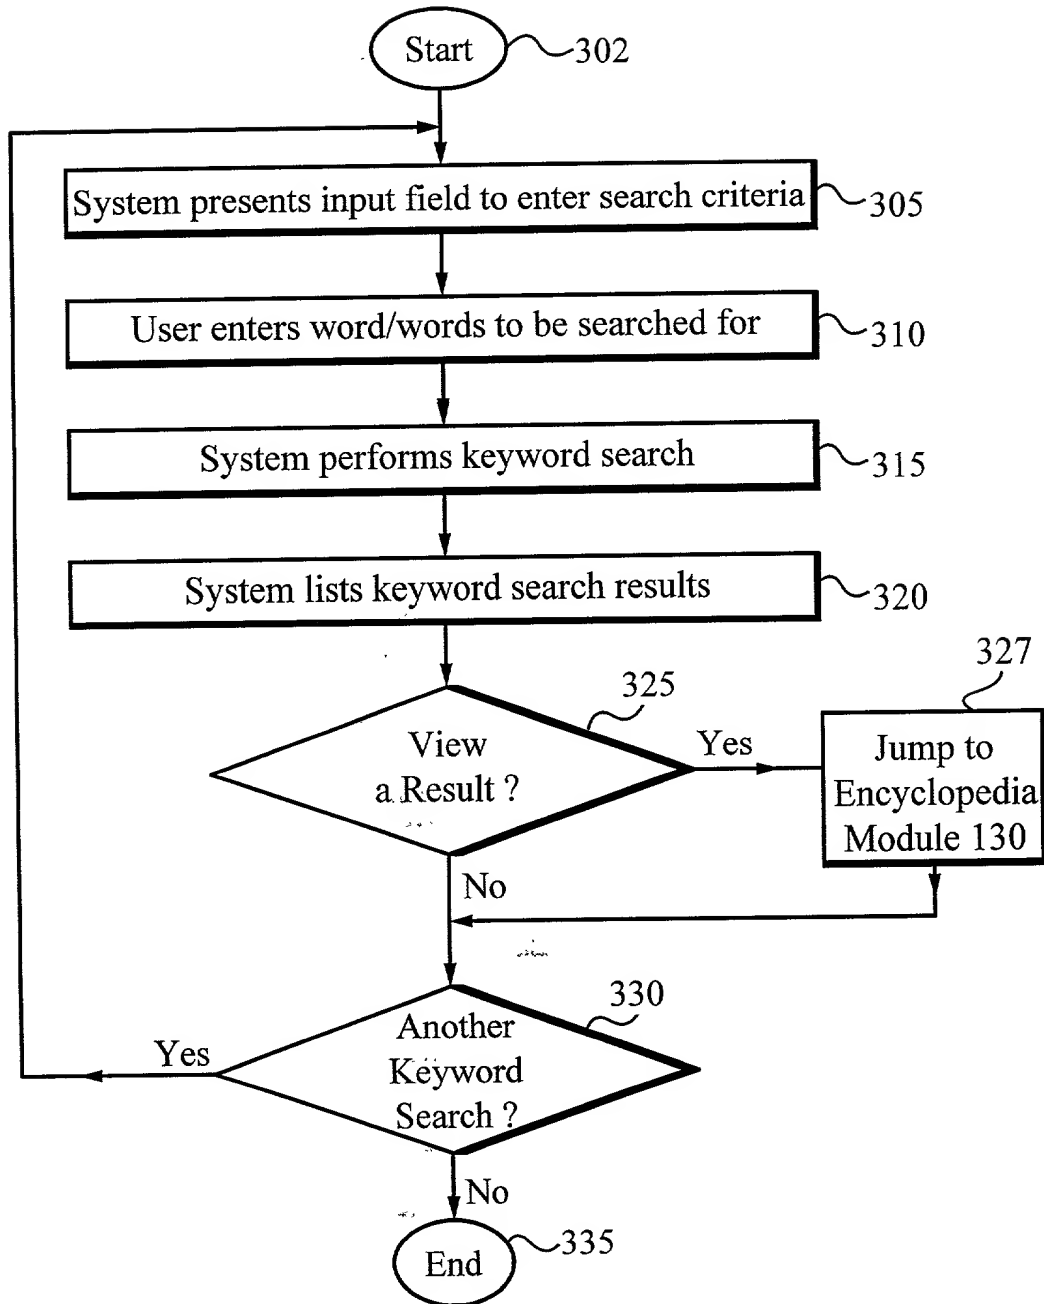 Start
302
System presents input field to enter search criteria
305
User enters word/words to be searched for
310
System performs keyword search
315
System lists keyword search results
320
325
327
View
a Result ?
Yes
Jump to
Encyclopedia
Module 130
No
330
Another
Keyword
Search ?
Yes
No
End
335